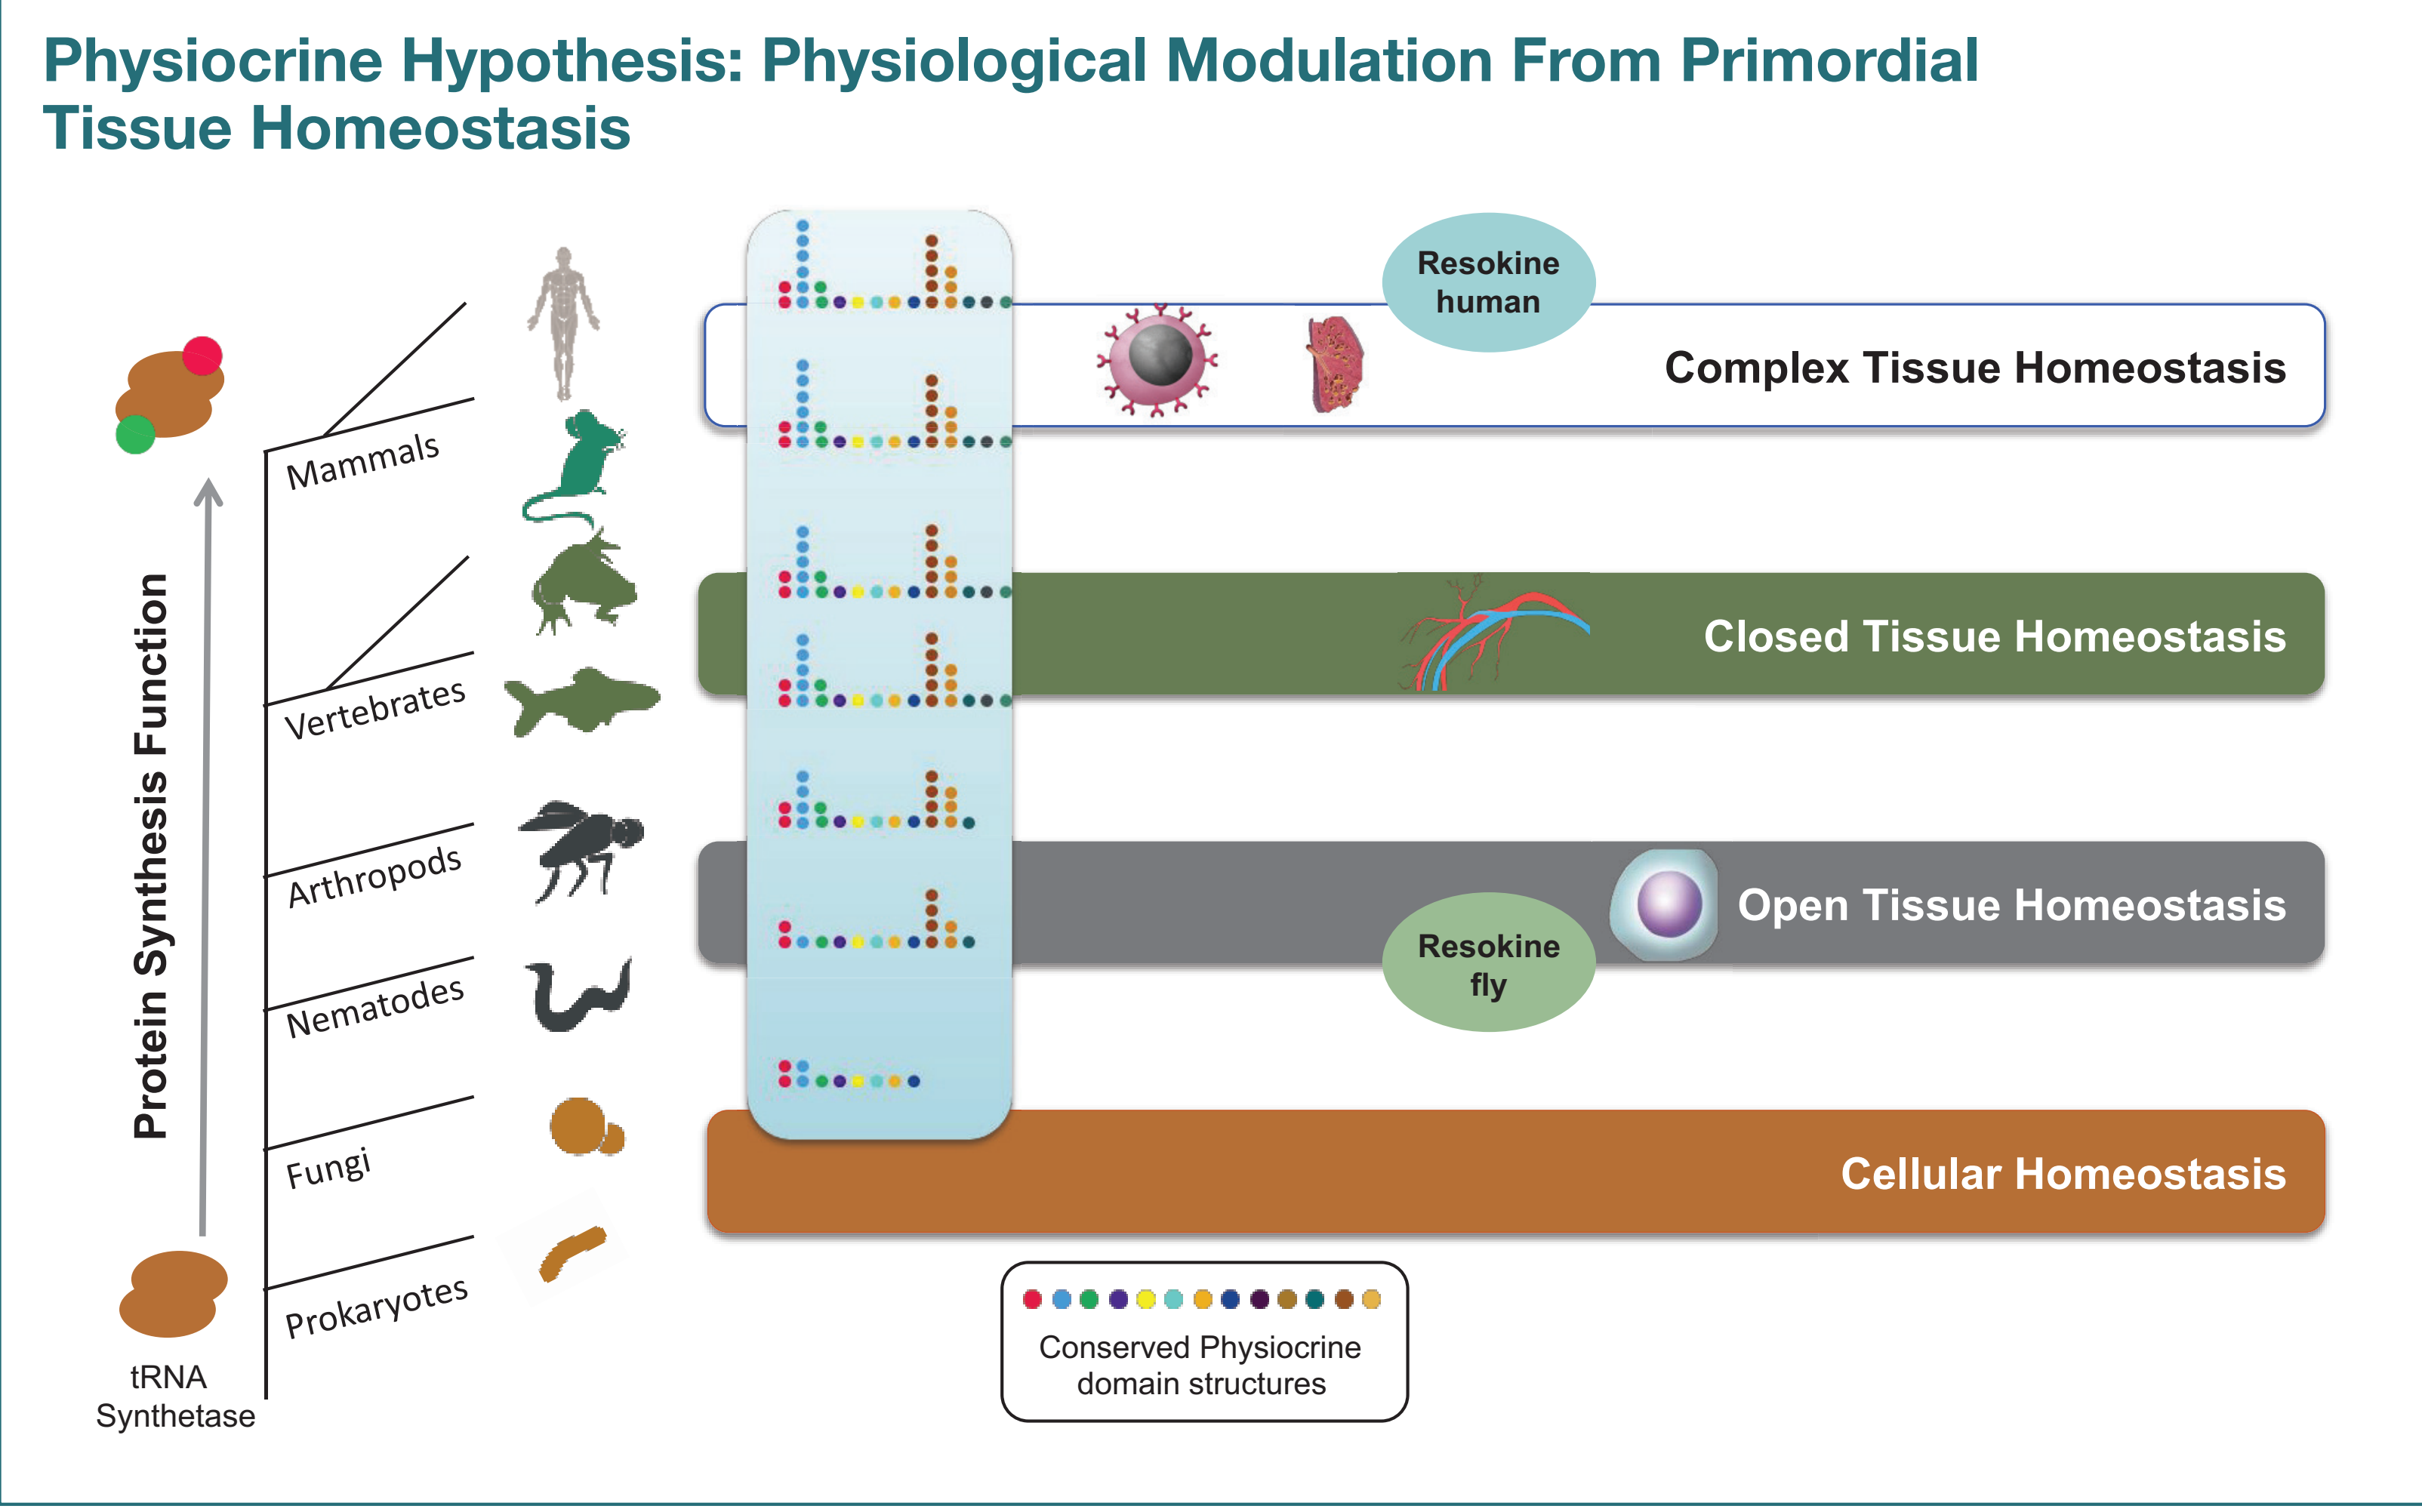 Physiocrine Hypothesis: Physiological Modulation From Primordial
Tissue Homeostasis
Resokine
human
Complex Tissue Homeostasis
Mammals
Protein Synthesis Function
Closed Tissue Homeostasis
Vertebrates
Arthropods
Open Tissue Homeostasis
Resokine
fly
Nematodes
Fungi
Cellular Homeostasis
Prokaryotes
tRNA
Synthetase
Conserved Physiocrine
domain structures